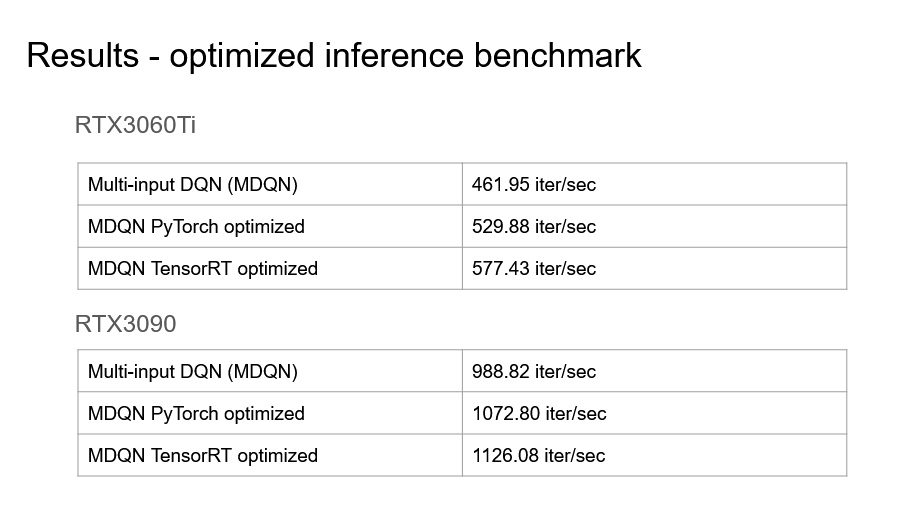 Results - optimized inference benchmark
RTX3060Ti
Multi-input DQN (MDQN) 461.95 iter/sec
MDQN PyTorch optimized 529.88 iter/sec
MDQN TensorRT optimized 577.43 iter/sec
RTX3090
Multi-input DQN (MDQN) 988.82 iter/sec
MDQN PyTorch optimized 1072.80 iter/sec
MDQN TensorRT optimized 1126.08 iter/sec